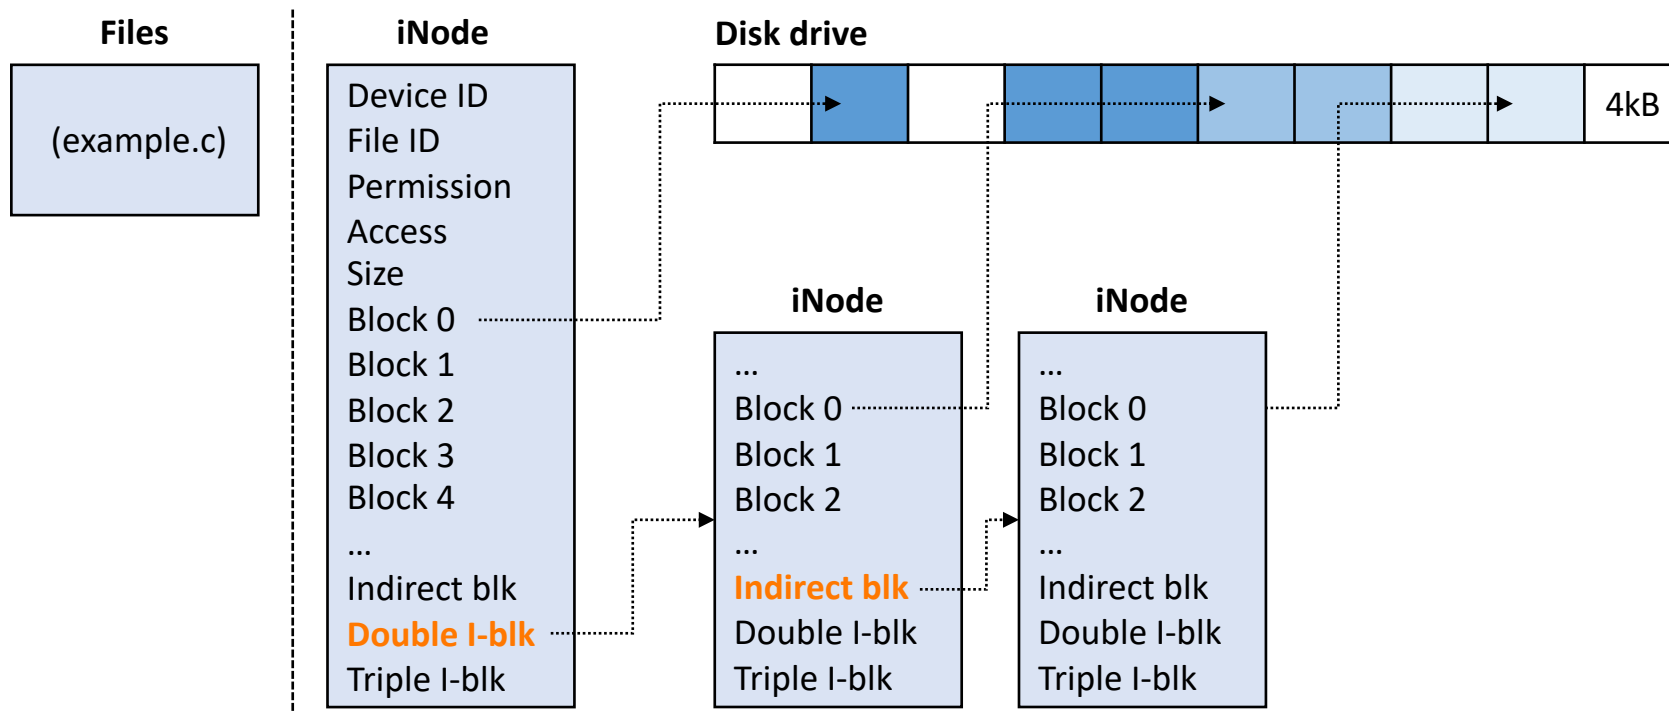 Files
(example.c)
iNode
Device ID
File ID
Permission
Access
Size
Block 0
Block 1
Block 2
Block 3
Block 4
...
Indirect blk
Double I-blk
Triple I-blk
Disk drive
4kB
iNode
...
Block 0
Block 1
Block 2
...
Indirect blk
Double I-blk
Triple I-blk
iNode
...
Block 0
Block 1
Block 2
...
Indirect blk
Double I-blk
Triple I-blk